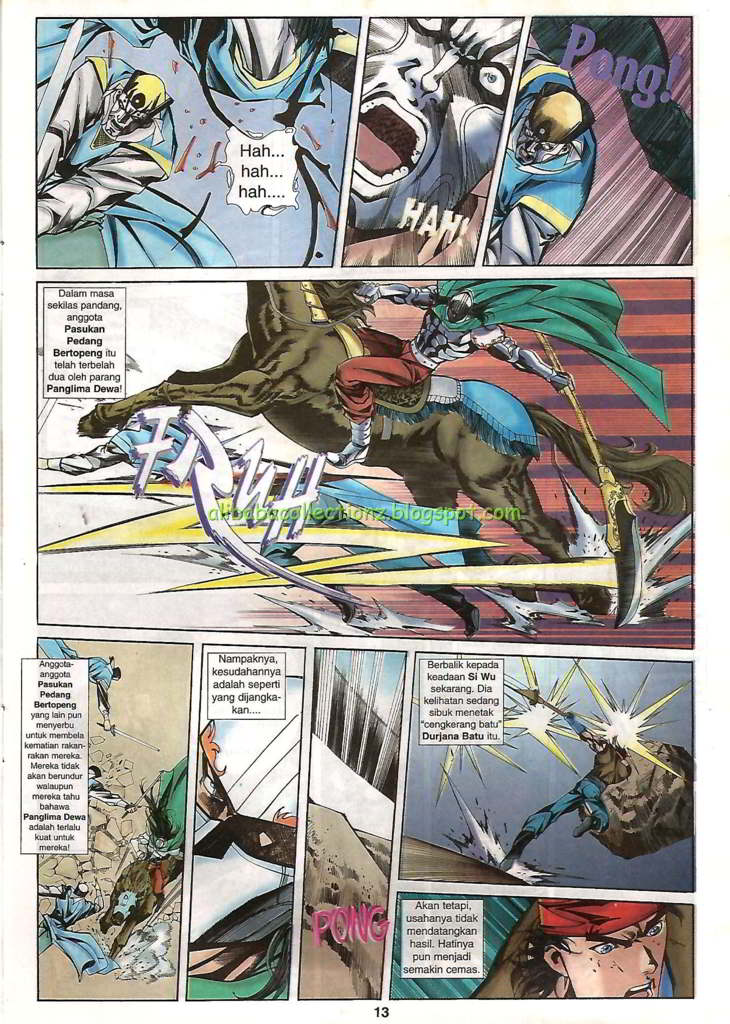 Hah...
hah...
hah....
HAH!
Pong!
Dalam masa
sekilas pandang,
anggota
Pasukan
Pedang
Bertopeng itu
telah terbelah
dua oleh parang
Panglima Dewa!
TRUH
alibabacollectionz.blogspot.com
Anggota-
anggota
Pasukan
Pedang
Bertopeng
yang lain pun
menyerbu
untuk membela
kematian rakan-
rakan mereka.
Mereka tidak
akan berundur
walaupun
mereka tahu
bahawa
Panglima Dewa
adalah terlalu
kuat untuk
mereka!
Nampaknya,
kesudahannya
adalah seperti
yang dijangka-
kan....
PONG
Berbalik kepada
keadaan Si Wu
sekarang. Dia
kelihatan sedang
sibuk menetak
“cengkerang batu”
Durjana Batu itu.
Akan tetapi,
usahanya tidak
mendatangkan
hasil. Hatinya
pun menjadi
semakin cemas.
13